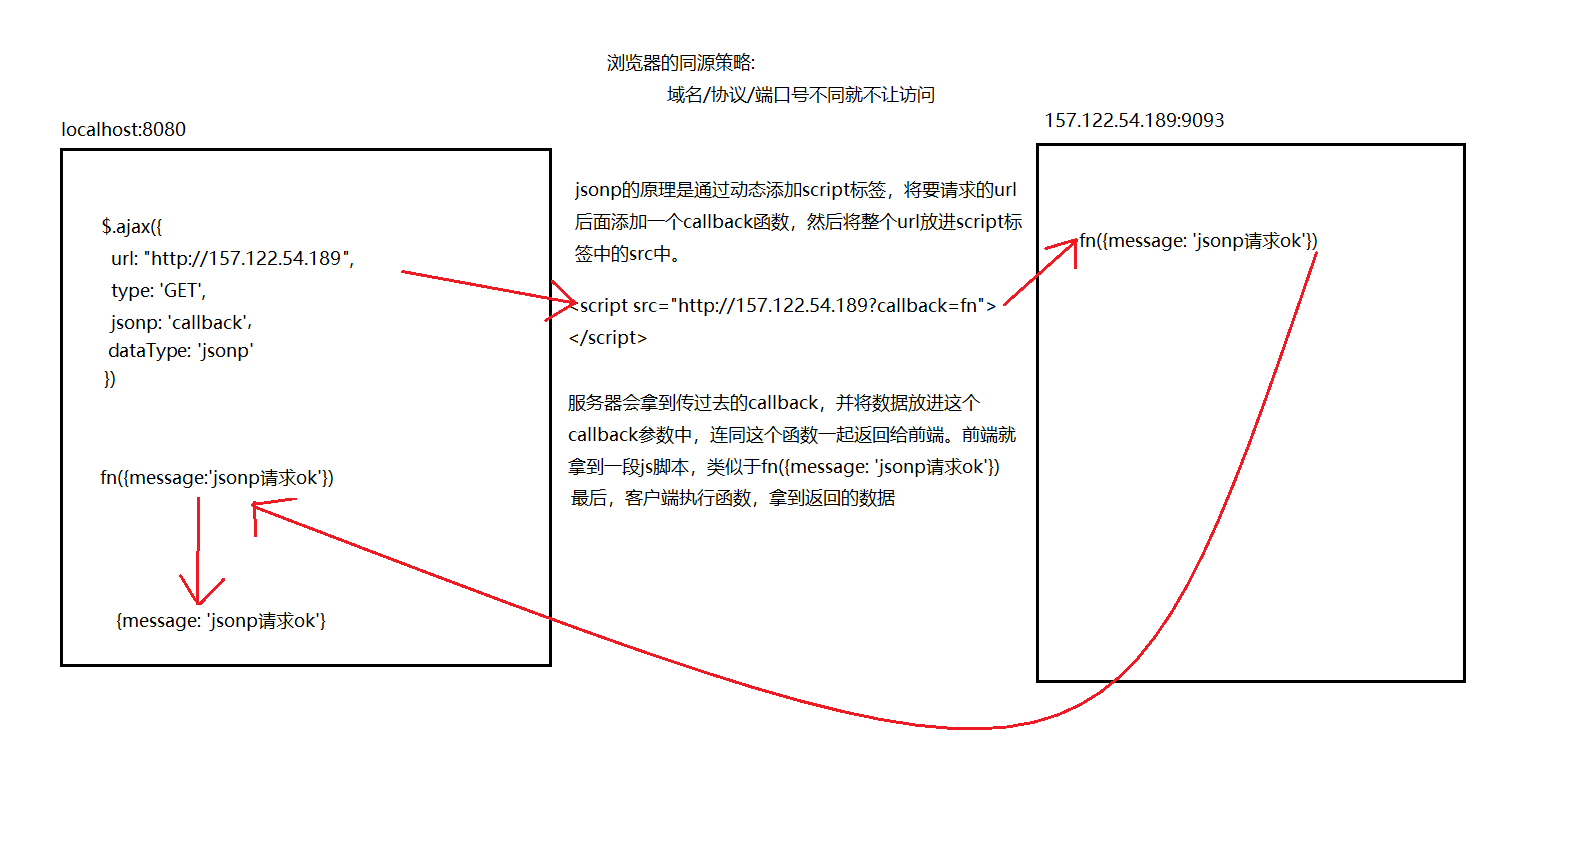 浏览器的同源策略:
域名/协议/端口号不同就不让访问
localhost:8080
157.122.54.189:9093
$.ajax({
url: "http://157.122.54.189",
type: 'GET',
jsonp: 'callback',
dataType: 'jsonp'
})
fn({message:'jsonp请求ok'})
{message: 'jsonp请求ok'}
jsonp的原理是通过动态添加script标签，将要请求的url
后面添加一个callback函数，然后将整个url放进script标
签中的src中。
<script src="http://157.122.54.189?callback=fn">
</script>
服务器会拿到传过去的callback，并将数据放进这个
callback参数中，连同这个函数一起返回给前端。前端就
拿到一段js脚本，类似于fn({message: 'jsonp请求ok'})
最后，客户端执行函数，拿到返回的数据
fn({message: 'jsonp请求ok'})